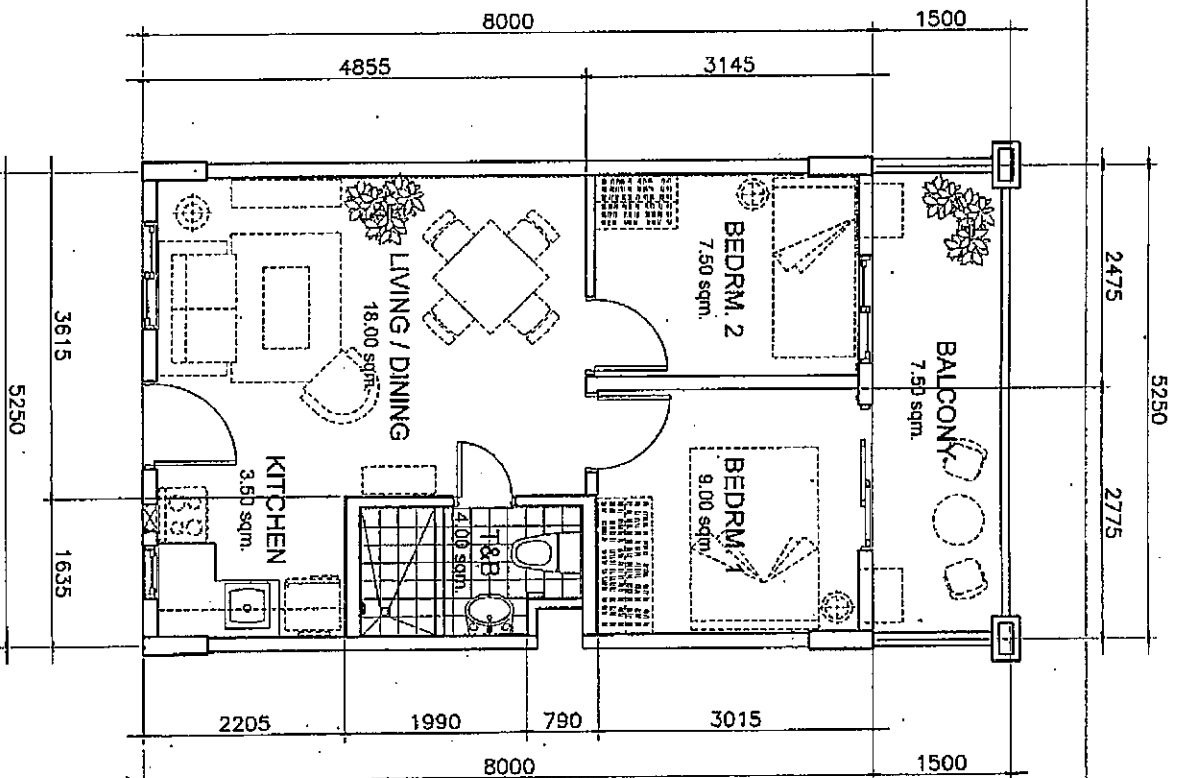 8000
1500
4855
3145
LIVING / DINING
18.00 sqm.
BEDRM. 2
7.50 sqm.
BALCONY
7.50 sqm.
KITCHEN
3.50 sqm.
T&B
4.00 sqm.
BEDRM. 1
9.00 sqm.
3615
1635
5250
2475
2775
5250
2205
1990
790
3015
8000
1500